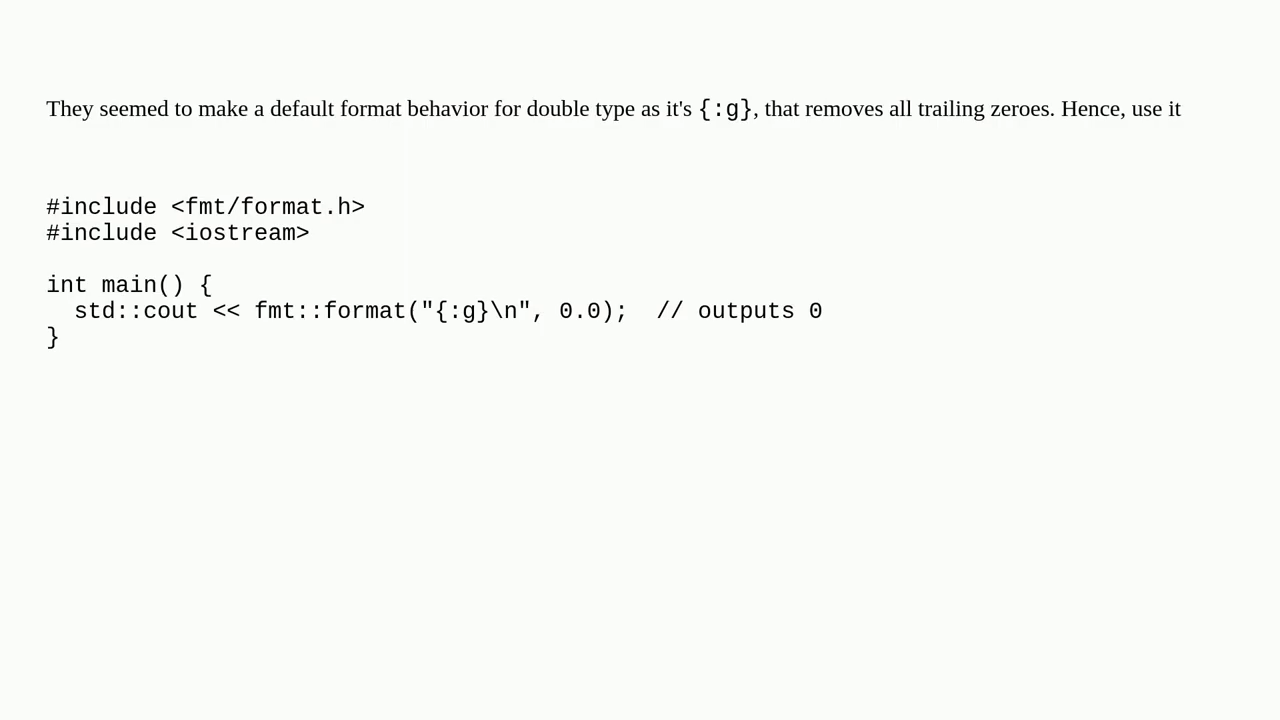 They seemed to make a default format behavior for double type as it's {:g}, that removes all trailing zeroes. Hence, use it
#include <fmt/format.h>
#include <iostream>
int main() {
  std::cout << fmt::format("{:g}\n", 0.0);  // outputs 0
}